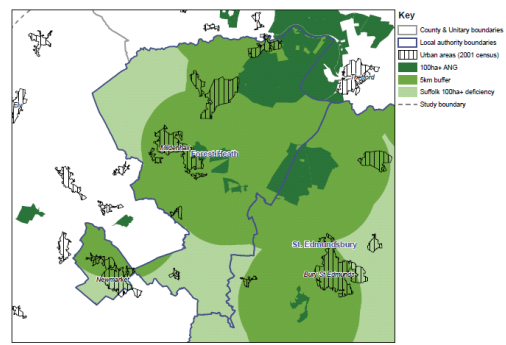 Key
County & Unitary boundaries
Local authority boundaries
Urban areas (2001 census)
100ha+ ANG
5km buffer
Suffolk 100ha+ deficiency
Study boundary
Thetford
Mildenhall
Forest Heath
St. Edmundsbury
Bury St Edmunds
Newmarket